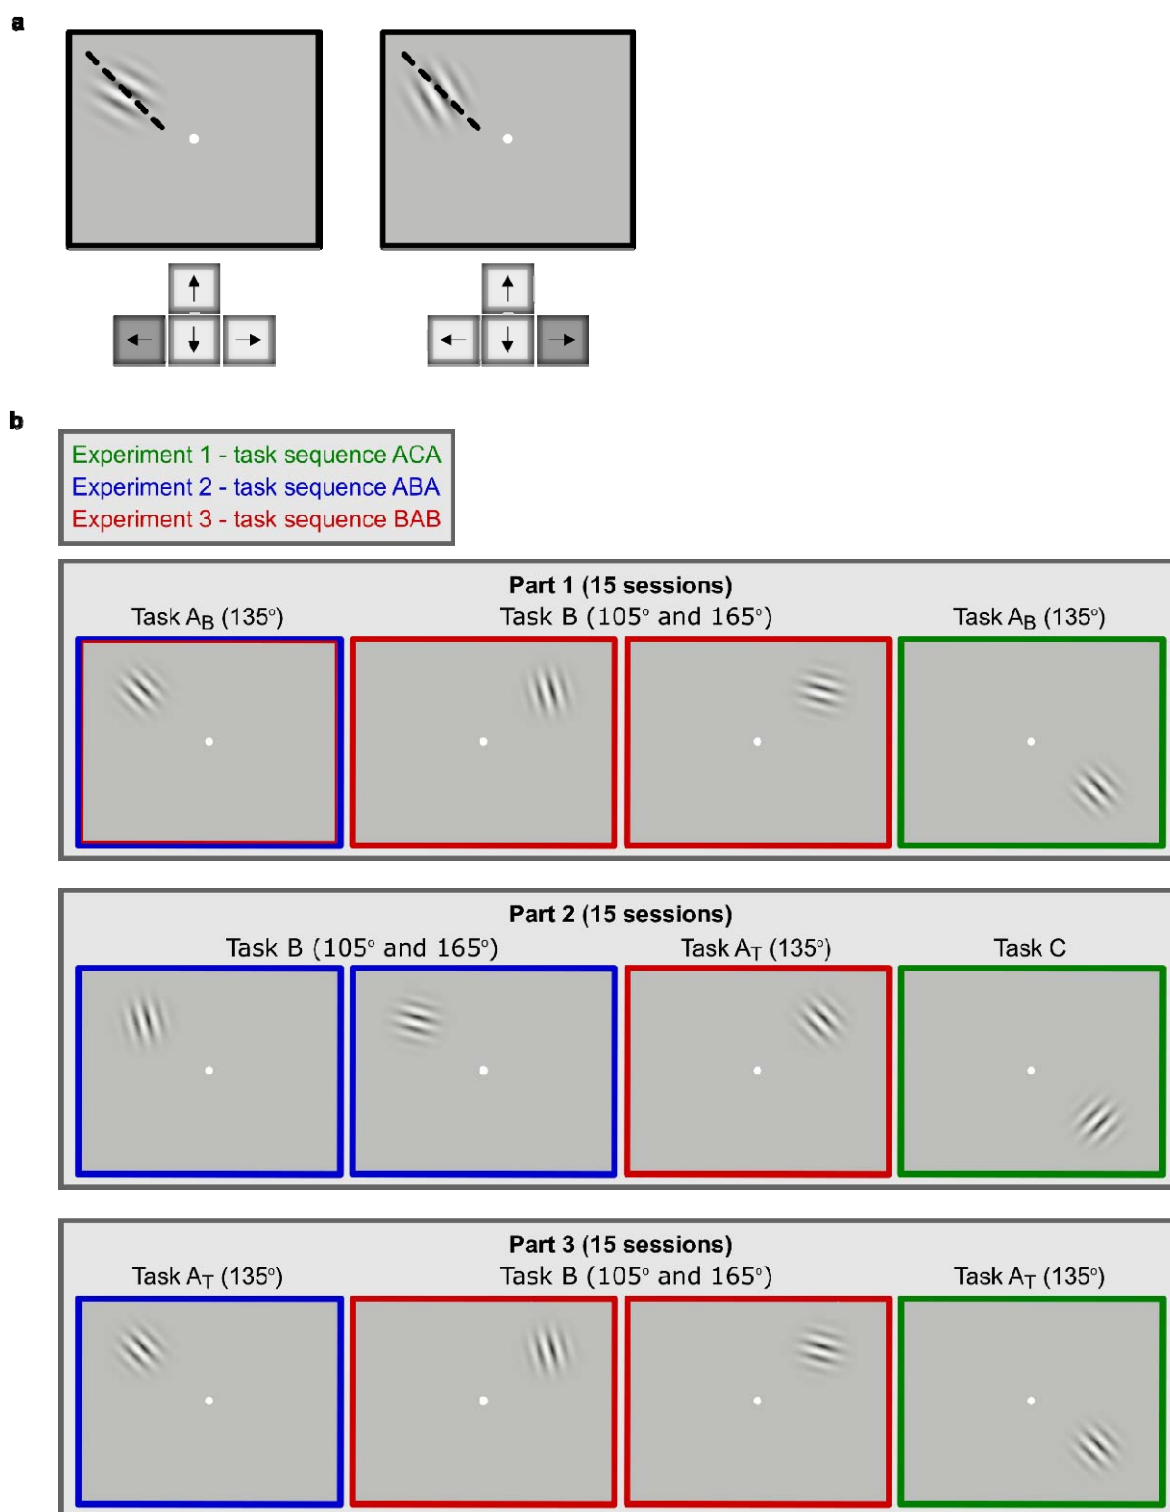 a
b
Experiment 1 - task sequence ACA
Experiment 2 - task sequence ABA
Experiment 3 - task sequence BAB
Part 1 (15 sessions)
Task AB (135°)
Task B (105° and 165°)
Task AB (135°)
Part 2 (15 sessions)
Task B (105° and 165°)
Task AT (135°)
Task C
Part 3 (15 sessions)
Task AT (135°)
Task B (105° and 165°)
Task AT (135°)